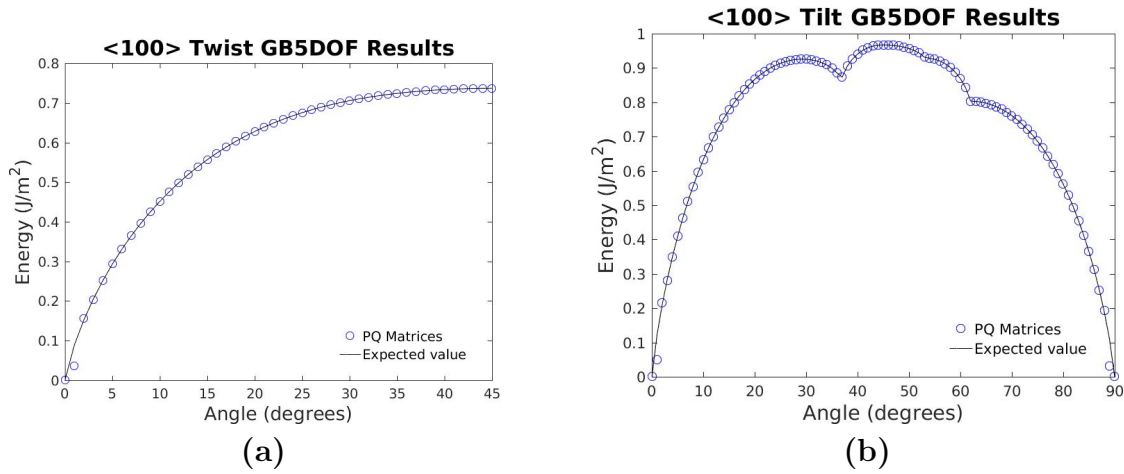 <100> Twist GB5DOF Results
0.8
0.7
0.6
0.5
0.4
0.3
0.2
0.1
0
Energy (J/m²)
PQ Matrices
Expected value
0 5 10 15 20 25 30 35 40 45
Angle (degrees)
(a)
<100> Tilt GB5DOF Results
1
0.9
0.8
0.7
0.6
0.5
0.4
0.3
0.2
0.1
0
Energy (J/m²)
PQ Matrices
Expected value
0 10 20 30 40 50 60 70 80 90
Angle (degrees)
(b)